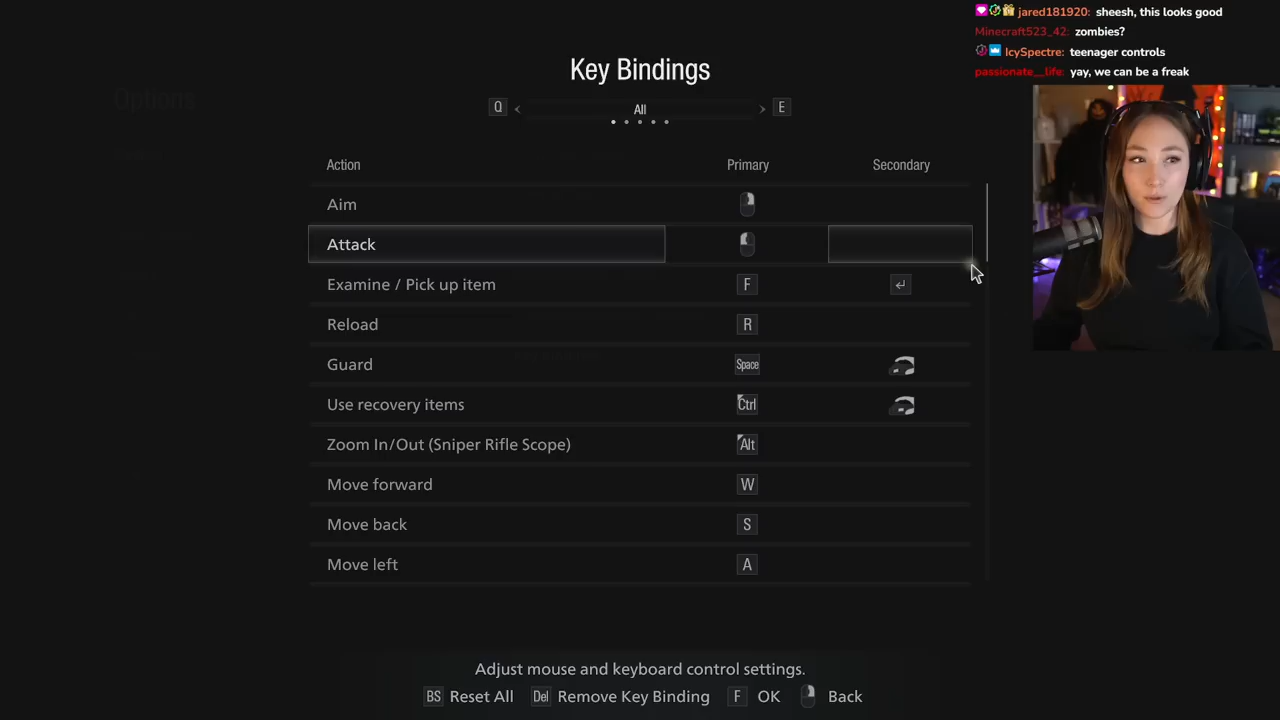 jared181920: sheesh, this looks good
Minecraft523_42: zombies?
IcySpectre: teenager controls
passionate__life: yay, we can be a freak
Options
Key Bindings
Q < All > E
Action Primary Secondary
Aim
Attack
Examine / Pick up item F ↵
Reload R
Guard Space
Use recovery items Ctrl
Zoom In/Out (Sniper Rifle Scope) Alt
Move forward W
Move back S
Move left A
Adjust mouse and keyboard control settings.
BS Reset All Del Remove Key Binding F OK Back